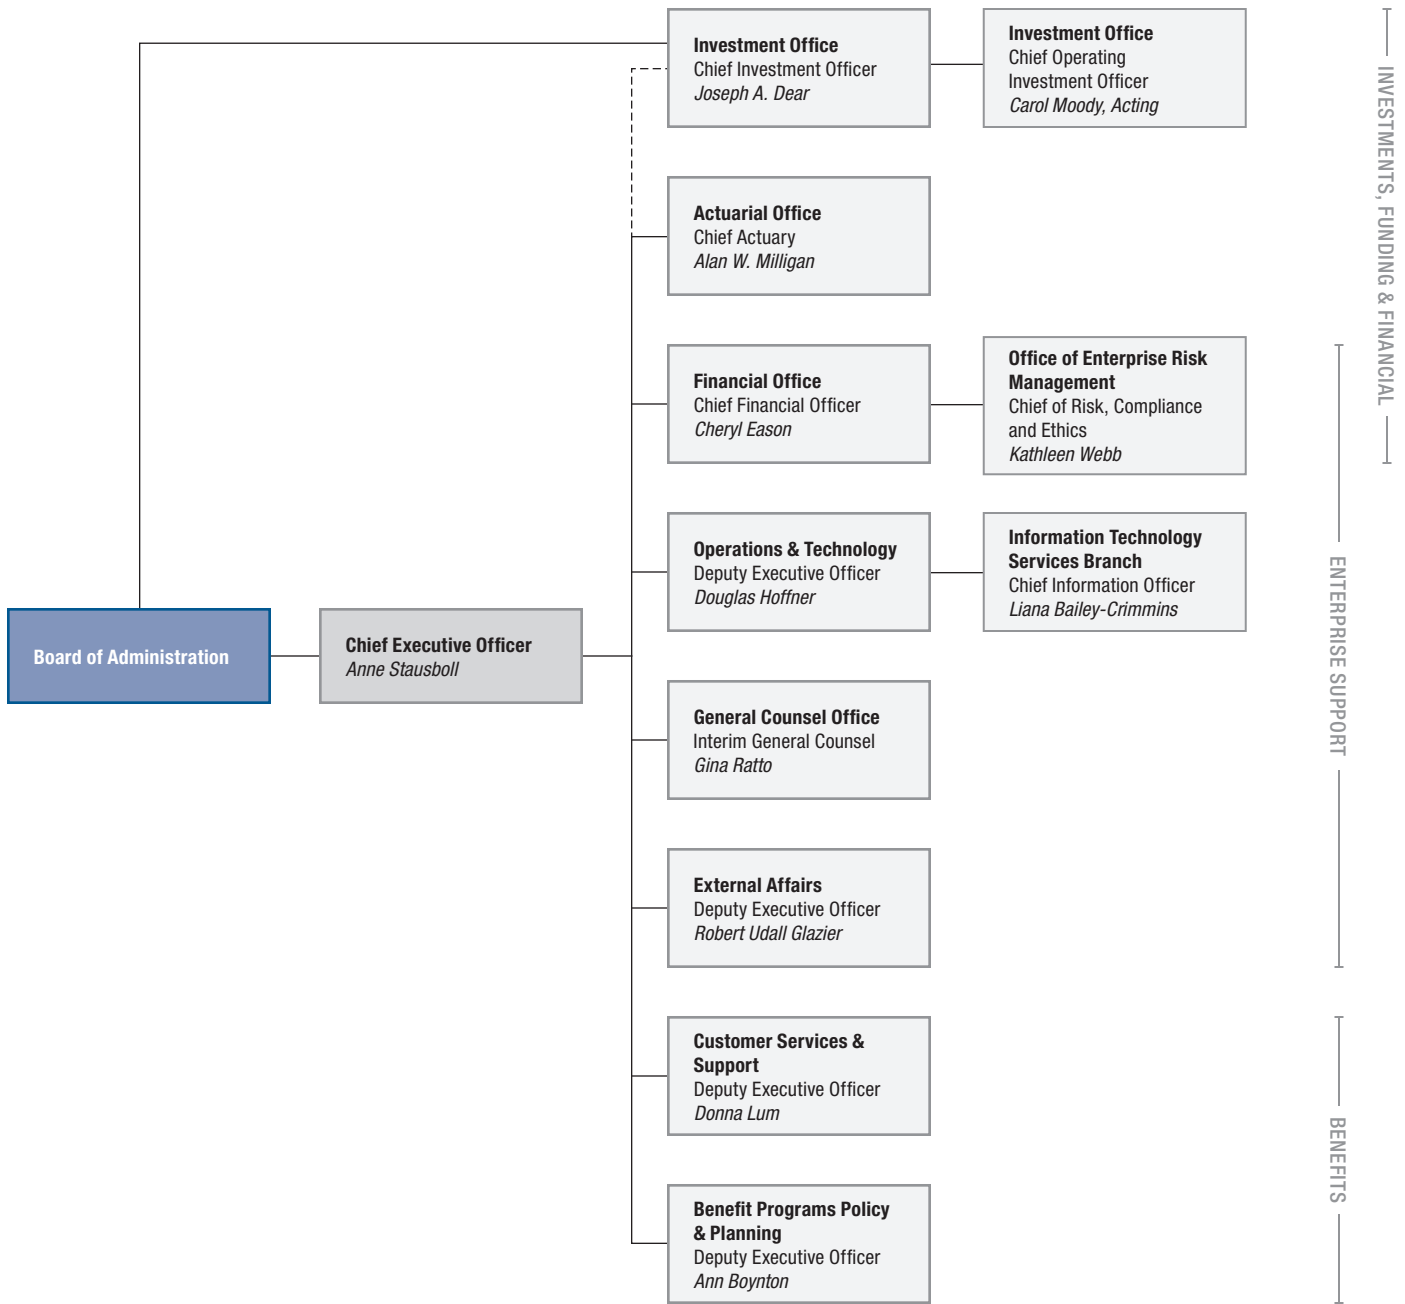 Investment Office
Chief Investment Officer
Joseph A. Dear
Investment Office
Chief Operating
Investment Officer
Carol Moody, Acting
Actuarial Office
Chief Actuary
Alan W. Milligan
Financial Office
Chief Financial Officer
Cheryl Eason
Office of Enterprise Risk
Management
Chief of Risk, Compliance
and Ethics
Kathleen Webb
Operations & Technology
Deputy Executive Officer
Douglas Hoffner
Information Technology
Services Branch
Chief Information Officer
Liana Bailey-Crimmins
Board of Administration
Chief Executive Officer
Anne Stausboll
General Counsel Office
Interim General Counsel
Gina Ratto
External Affairs
Deputy Executive Officer
Robert Udall Glazier
Customer Services &
Support
Deputy Executive Officer
Donna Lum
Benefit Programs Policy
& Planning
Deputy Executive Officer
Ann Boynton
INVESTMENTS, FUNDING & FINANCIAL
ENTERPRISE SUPPORT
BENEFITS